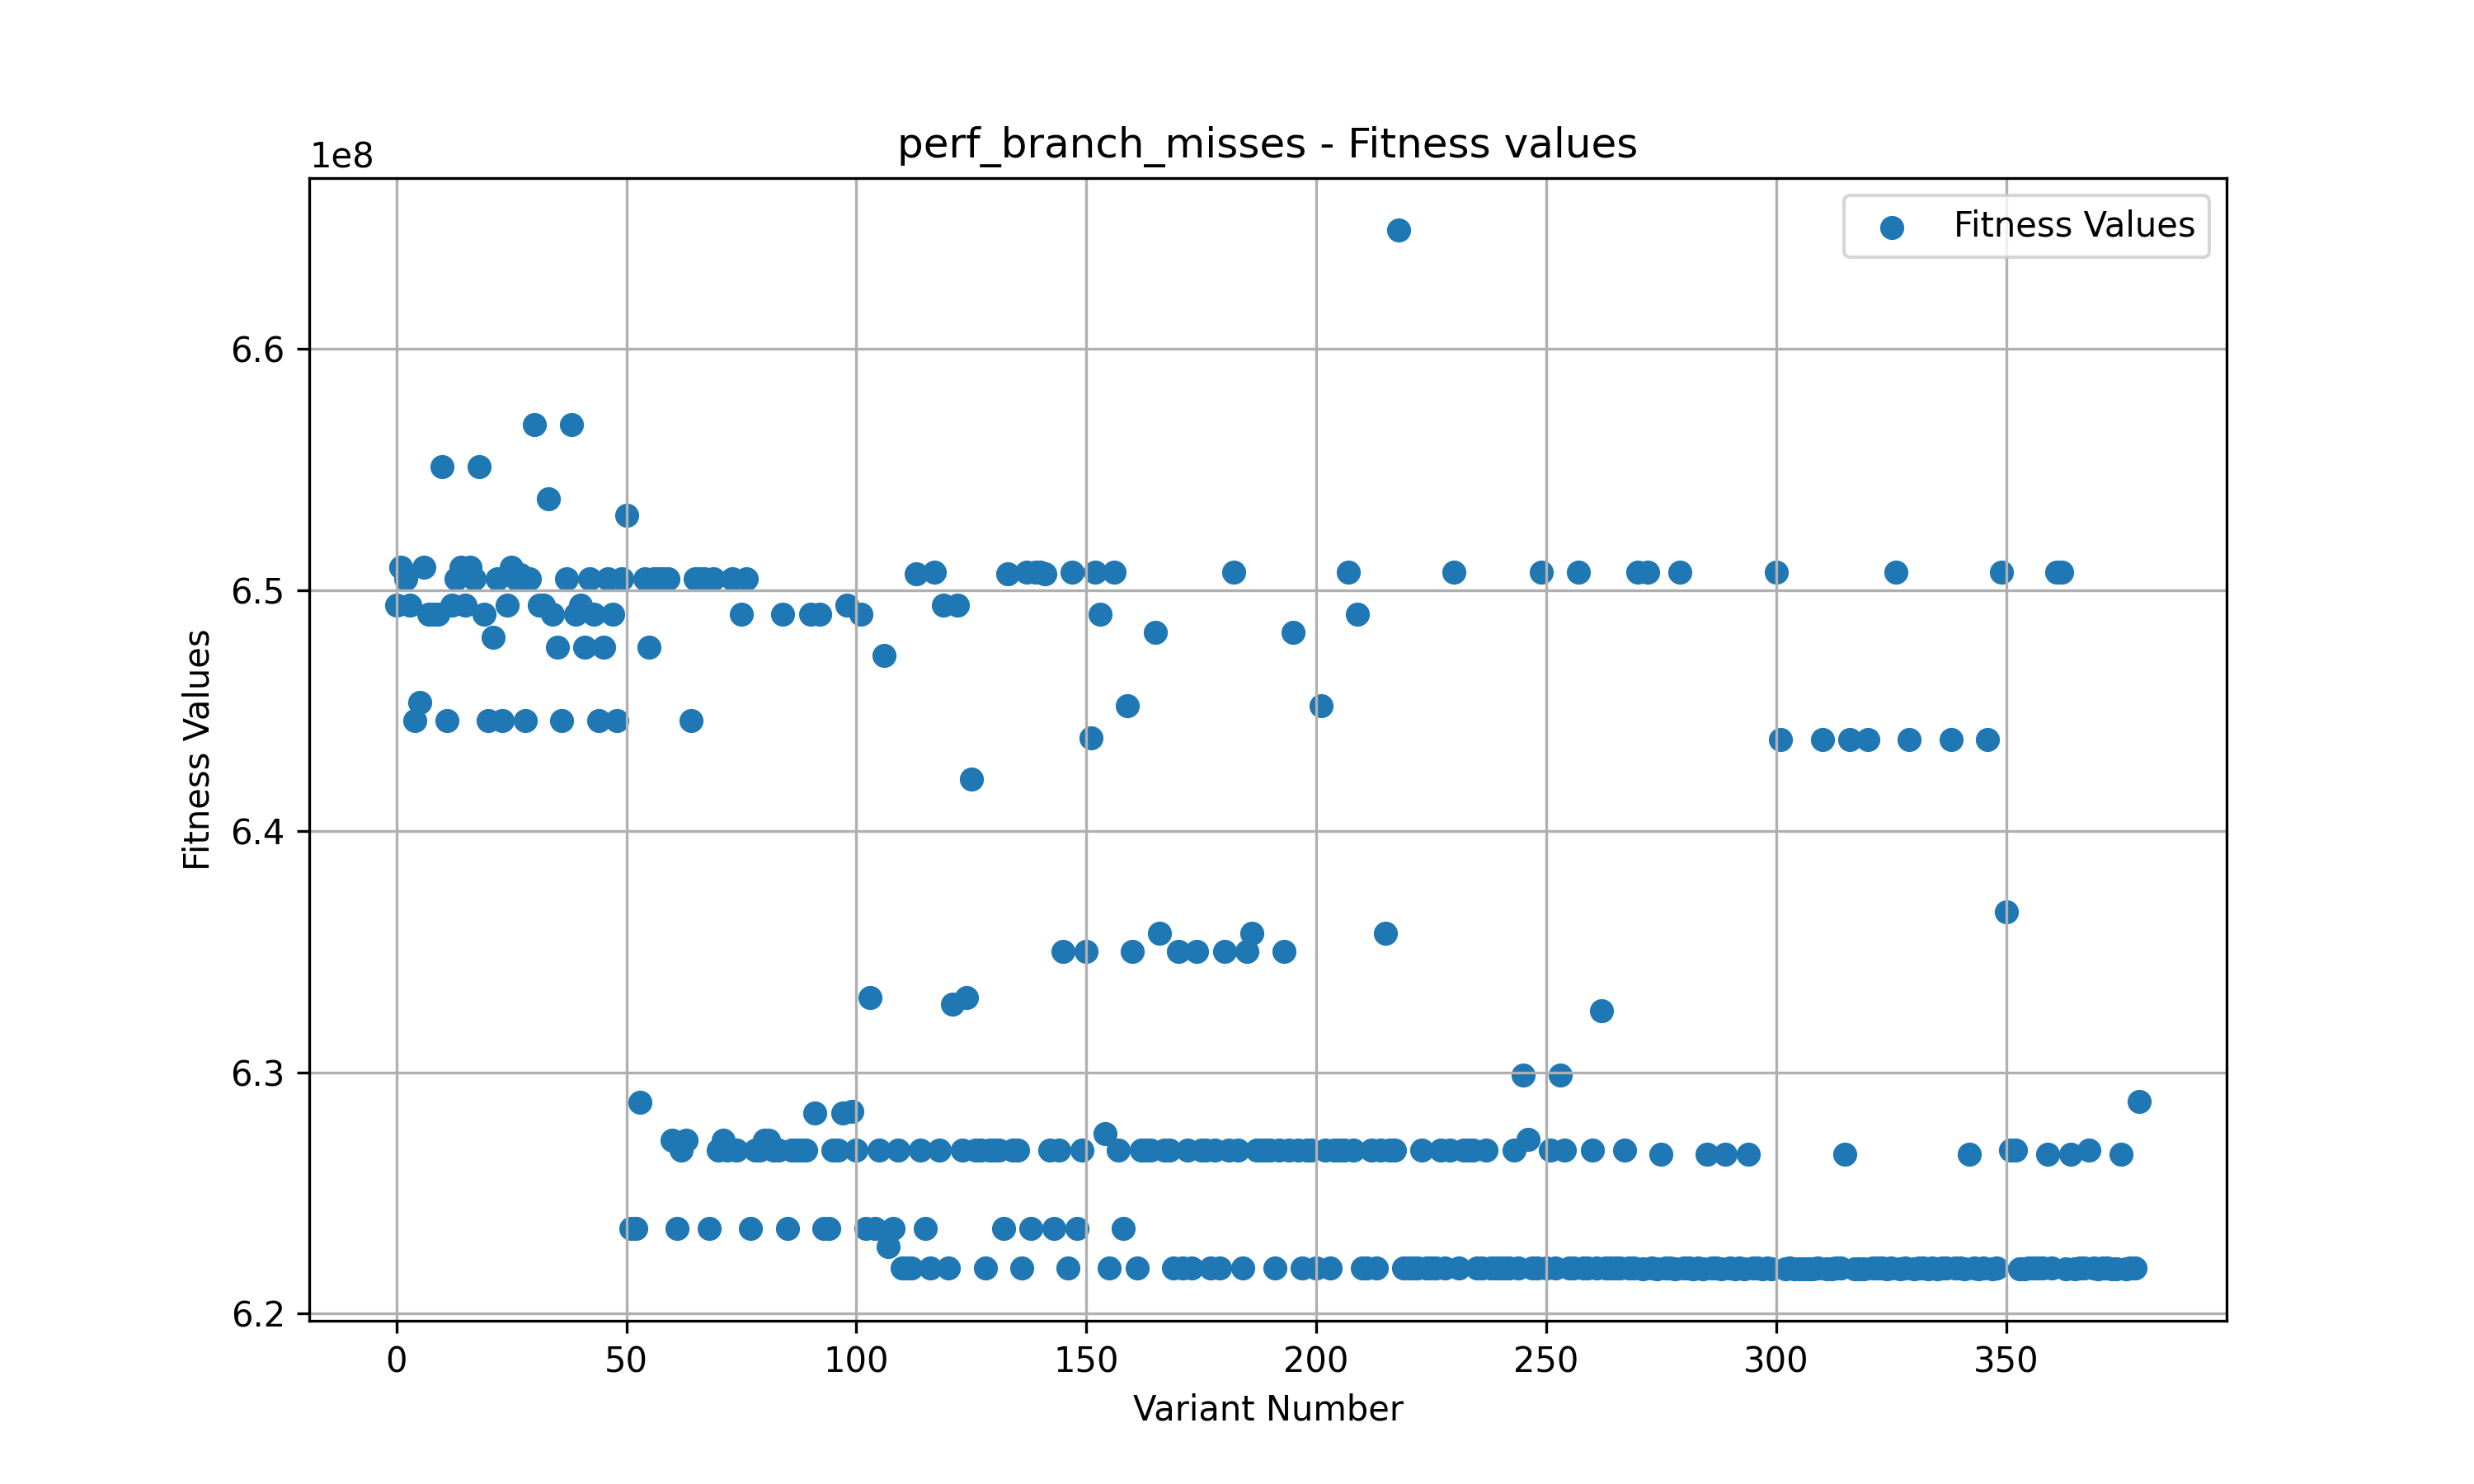 perf_branch_misses - Fitness values
1e8
Fitness Values
6.6
6.5
6.4
6.3
6.2
Fitness Values
0 50 100 150 200 250 300 350
Variant Number